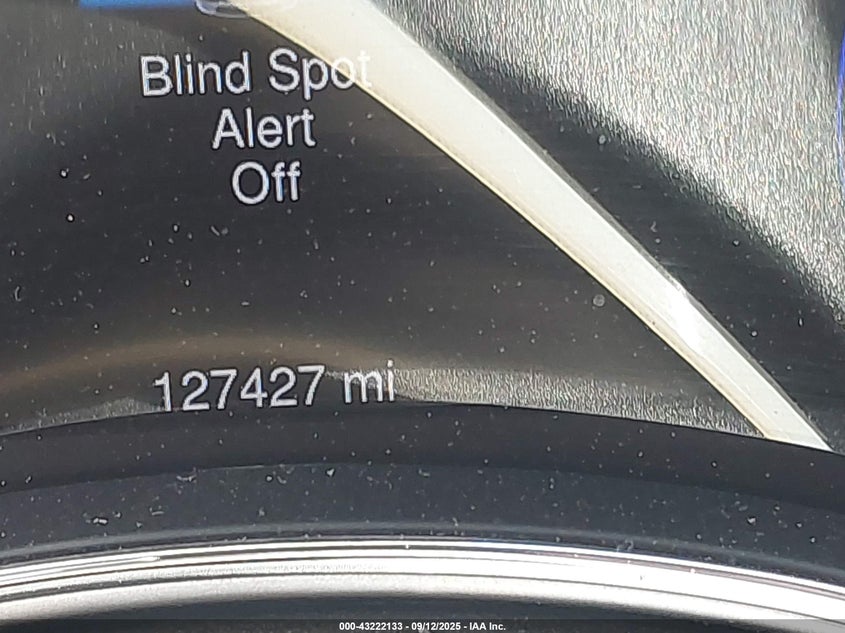 Blind Spot
Alert
Off
127427 mi
000-43222133 - 09/12/2025 - IAA Inc.